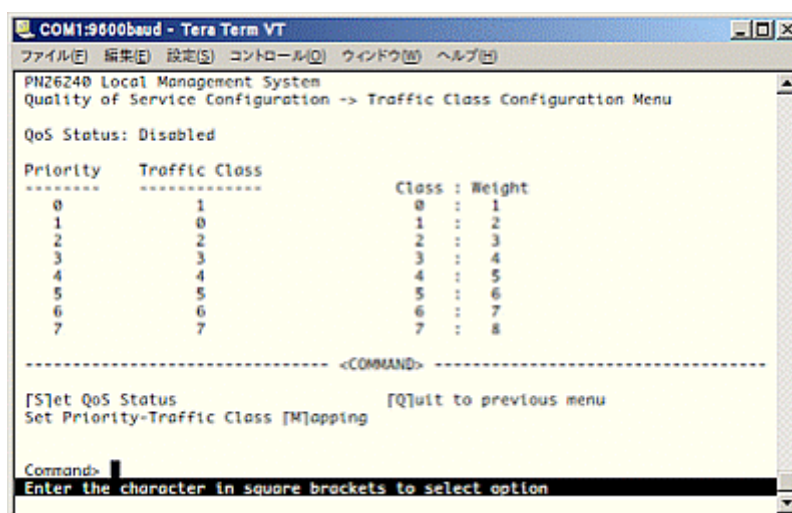 COM1:9600baud - Tera Term VT
ファイル(F) 編集(E) 設定(S) コントロール(O) ウィンドウ(W) ヘルプ(H)
PN26240 Local Management System
Quality of Service Configuration -> Traffic Class Configuration Menu
QoS Status: Disabled
Priority Traffic Class
-------- ------------- Class : Weight
0 1 0 : 1
1 0 1 : 2
2 2 2 : 3
3 3 3 : 4
4 4 4 : 5
5 5 5 : 6
6 6 6 : 7
7 7 7 : 8
-------------------------------- <COMMAND> -----------------------------------
[S]et QoS Status [Q]uit to previous menu
Set Priority-Traffic Class [M]apping
Command>
Enter the character in square brackets to select option